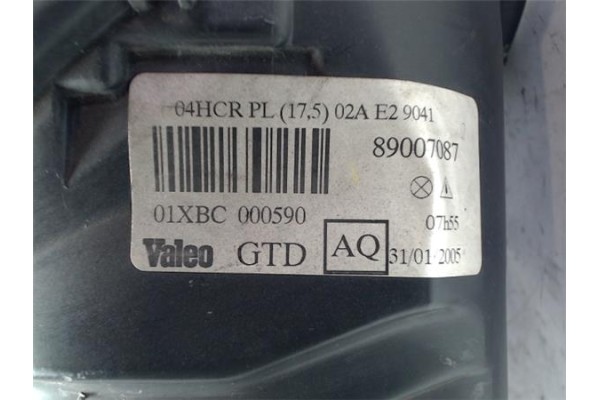 04HCR PL (17,5) 02A E2 9041
89007087
01XBC 000590
07h55
Valeo GTD AQ 31/01 2005